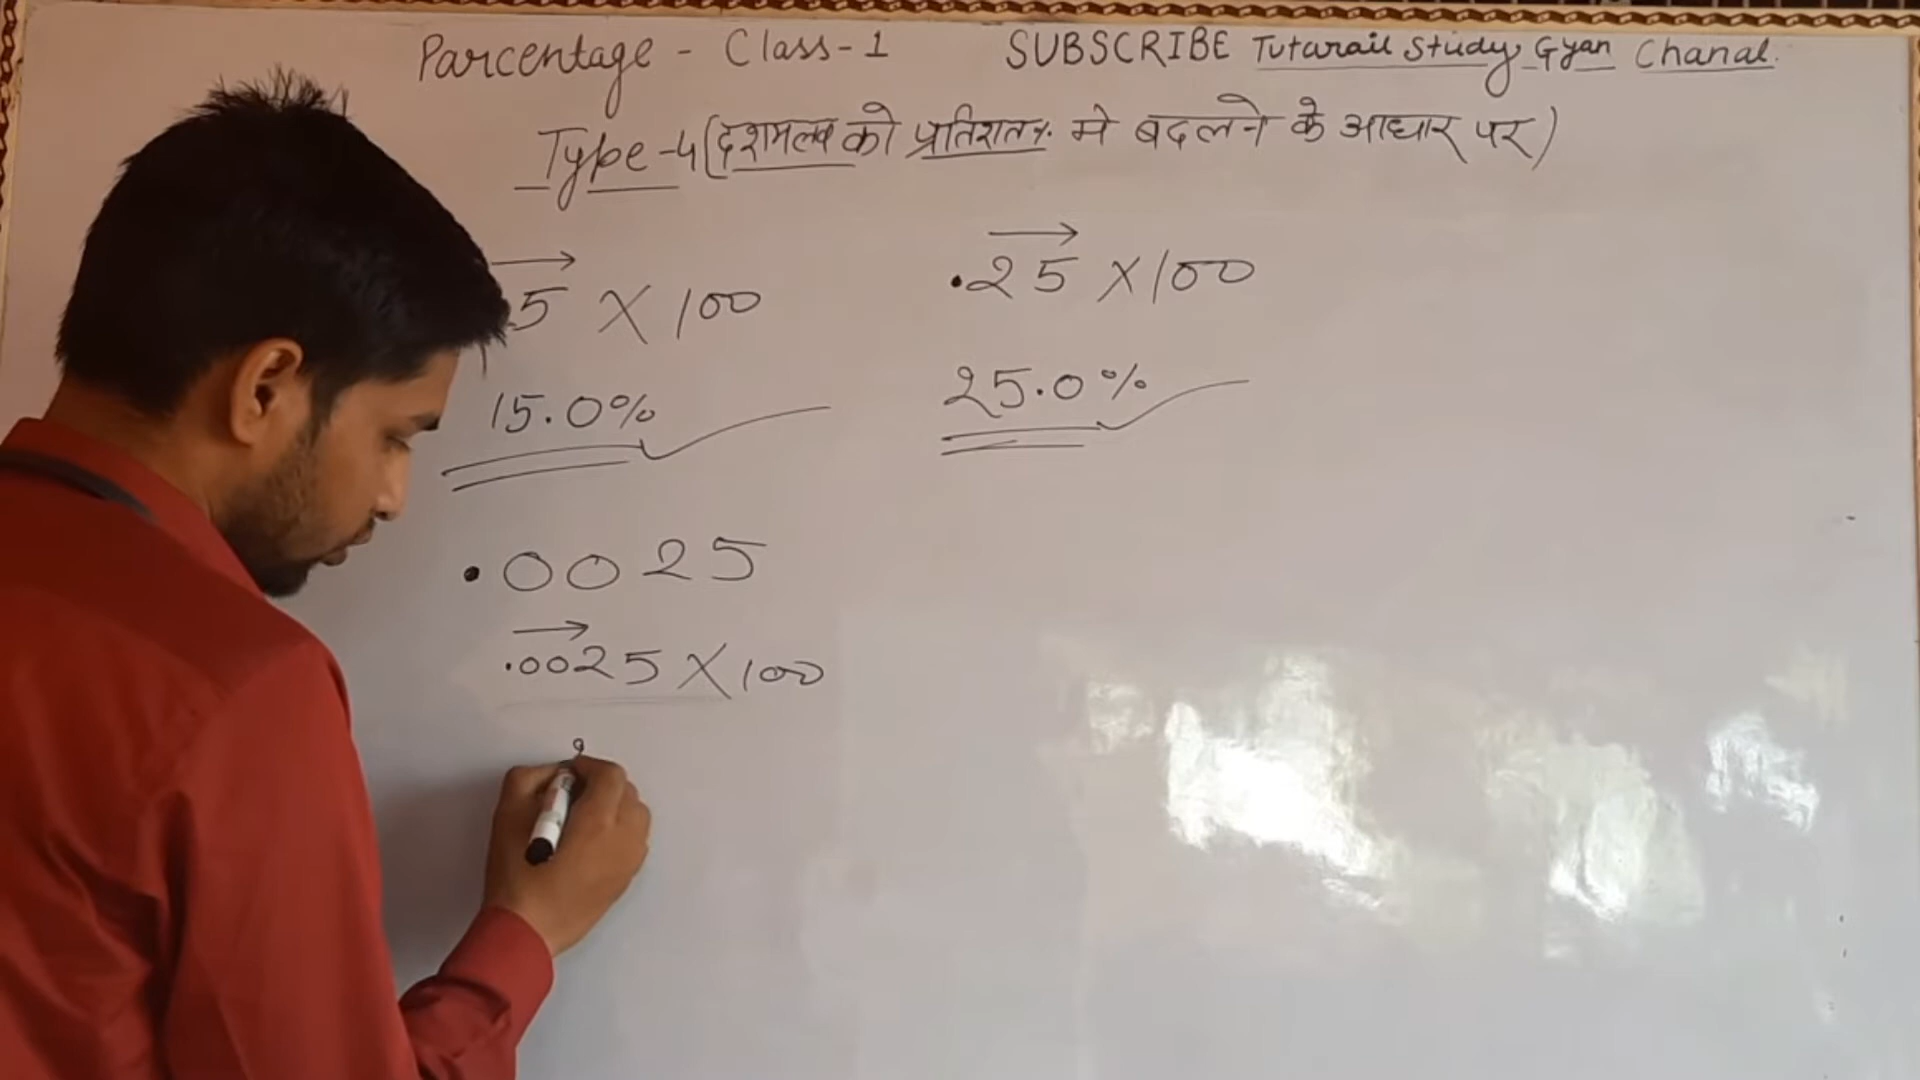 Parcentage - Class-1 SUBSCRIBE Tutarail Study Gyan Chanal.
Type-4 (दशमलव को प्रतिशत % मे बदलने के आधार पर)
5 X 100
.25 X 100
15.0%
25.0%
.0025
.0025 X 100